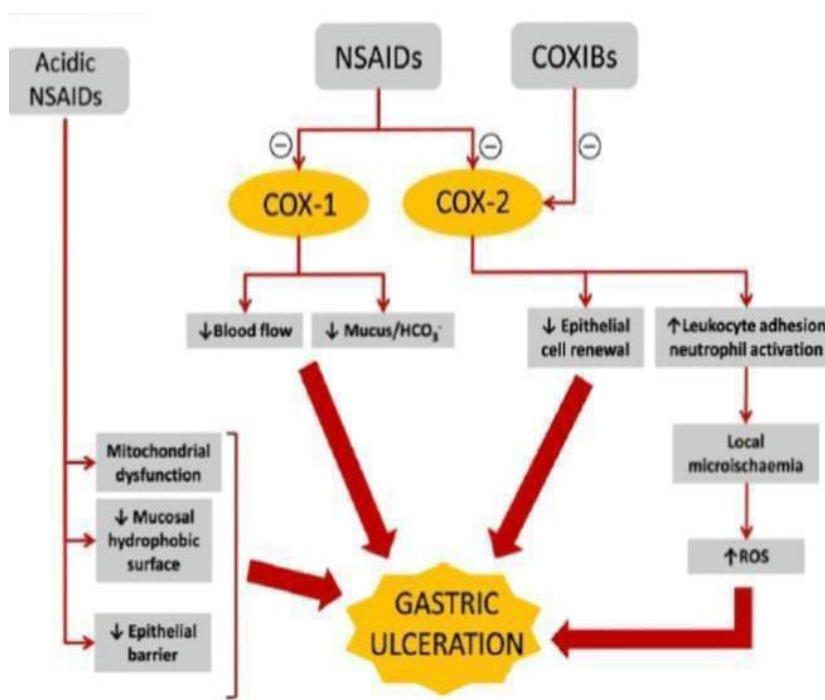 Acidic
NSAIDs
NSAIDs
COXIBs
⊖
⊖
⊖
COX-1
COX-2
↓Blood flow
↓ Mucus/HCO₃⁻
↓ Epithelial
cell renewal
↑Leukocyte adhesion
neutrophil activation
Mitochondrial
dysfunction
↓ Mucosal
hydrophobic
surface
↓ Epithelial
barrier
Local
microischaemia
↑ROS
GASTRIC
ULCERATION